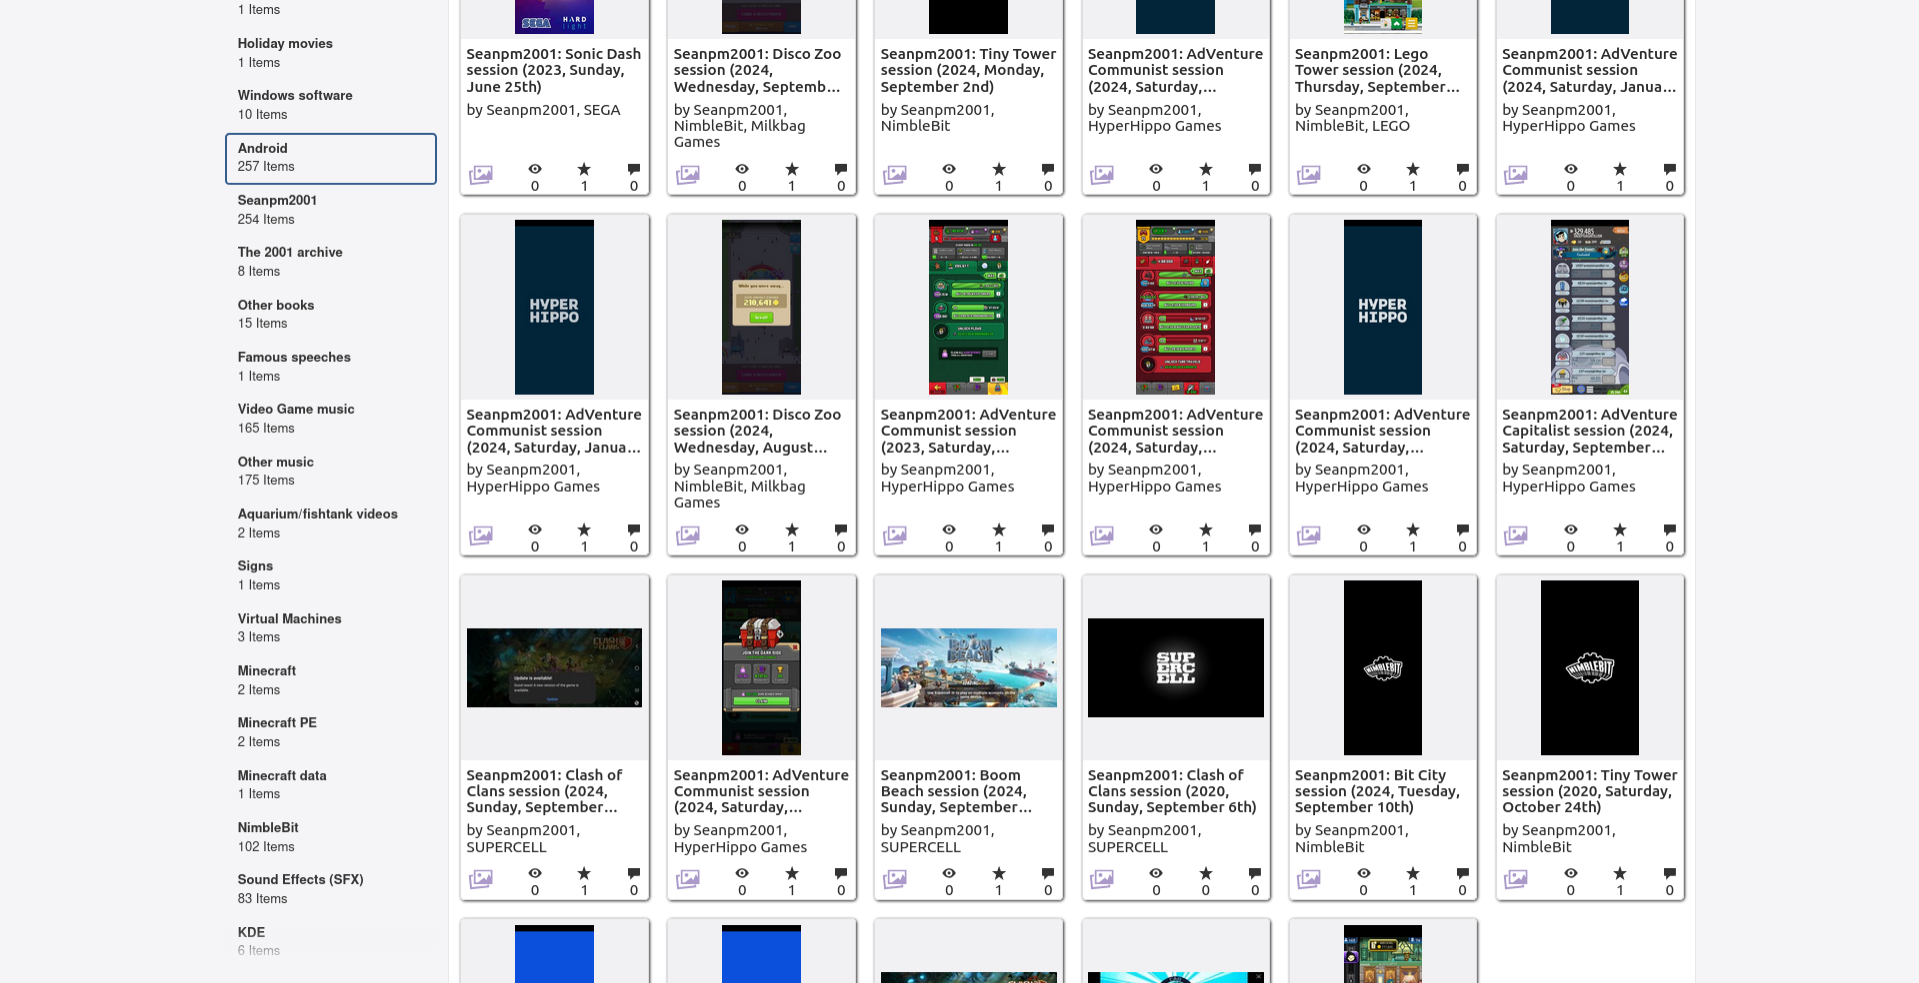 1 Items
Holiday movies
1 Items
Windows software
10 Items
Android
257 Items
Seanpm2001
254 Items
The 2001 archive
8 Items
Other books
15 Items
Famous speeches
1 Items
Video Game music
165 Items
Other music
175 Items
Aquarium/fishtank videos
2 Items
Signs
1 Items
Virtual Machines
3 Items
Minecraft
2 Items
Minecraft PE
2 Items
Minecraft data
1 Items
NimbleBit
102 Items
Sound Effects (SFX)
83 Items
KDE
6 Items
SEGA
HARD
light
Seanpm2001: Sonic Dash
session (2023, Sunday,
June 25th)
by Seanpm2001, SEGA
0 1 0
Seanpm2001: Disco Zoo
session (2024,
Wednesday, Septemb...
by Seanpm2001,
NimbleBit, Milkbag
Games
0 1 0
Seanpm2001: Tiny Tower
session (2024, Monday,
September 2nd)
by Seanpm2001,
NimbleBit
0 1 0
Seanpm2001: AdVenture
Communist session
(2024, Saturday,...
by Seanpm2001,
HyperHippo Games
0 1 0
Seanpm2001: Lego
Tower session (2024,
Thursday, September...
by Seanpm2001,
NimbleBit, LEGO
0 1 0
Seanpm2001: AdVenture
Communist session
(2024, Saturday, Janua...
by Seanpm2001,
HyperHippo Games
0 1 0
HYPER
HIPPO
Seanpm2001: AdVenture
Communist session
(2024, Saturday, Janua...
by Seanpm2001,
HyperHippo Games
0 1 0
While you were away...
210,641
Seanpm2001: Disco Zoo
session (2024,
Wednesday, August...
by Seanpm2001,
NimbleBit, Milkbag
Games
0 1 0
Seanpm2001: AdVenture
Communist session
(2023, Saturday,...
by Seanpm2001,
HyperHippo Games
0 1 0
Seanpm2001: AdVenture
Communist session
(2024, Saturday,...
by Seanpm2001,
HyperHippo Games
0 1 0
HYPER
HIPPO
Seanpm2001: AdVenture
Communist session
(2024, Saturday,...
by Seanpm2001,
HyperHippo Games
0 1 0
329.485
Seanpm2001: AdVenture
Capitalist session (2024,
Saturday, September...
by Seanpm2001,
HyperHippo Games
0 1 0
Update is available!
Seanpm2001: Clash of
Clans session (2024,
Sunday, September...
by Seanpm2001,
SUPERCELL
0 1 0
JOIN THE DARK SIDE
Seanpm2001: AdVenture
Communist session
(2024, Saturday,...
by Seanpm2001,
HyperHippo Games
0 1 0
BOOM
BEACH
Seanpm2001: Boom
Beach session (2024,
Sunday, September...
by Seanpm2001,
SUPERCELL
0 1 0
SUP
ERC
ELL
Seanpm2001: Clash of
Clans session (2020,
Sunday, September 6th)
by Seanpm2001,
SUPERCELL
0 0 0
NIMBLEBIT
Seanpm2001: Bit City
session (2024, Tuesday,
September 10th)
by Seanpm2001,
NimbleBit
0 1 0
NIMBLEBIT
Seanpm2001: Tiny Tower
session (2020, Saturday,
October 24th)
by Seanpm2001,
NimbleBit
0 1 0